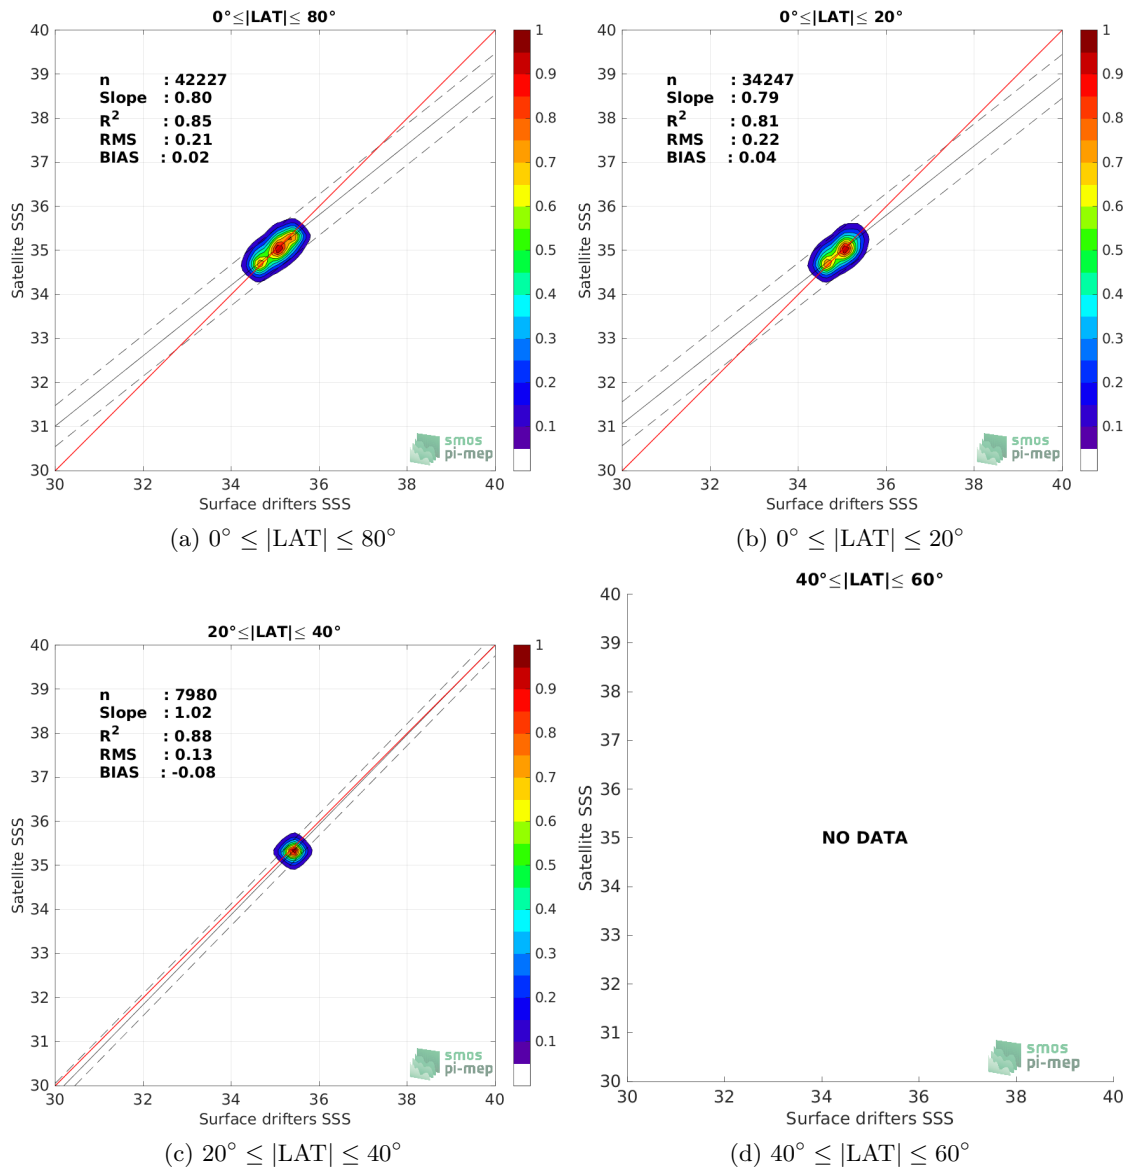 0°≤|LAT|≤ 80°
40
39
38
37
36
35
34
33
32
31
30
30
32
34
36
38
40
Satellite SSS
Surface drifters SSS
n : 42227
Slope : 0.80
R² : 0.85
RMS : 0.21
BIAS : 0.02
1
0.9
0.8
0.7
0.6
0.5
0.4
0.3
0.2
0.1
smos
pi-mep
(a) 0° ≤ |LAT| ≤ 80°
0°≤|LAT|≤ 20°
40
39
38
37
36
35
34
33
32
31
30
30
32
34
36
38
40
Satellite SSS
Surface drifters SSS
n : 34247
Slope : 0.79
R² : 0.81
RMS : 0.22
BIAS : 0.04
1
0.9
0.8
0.7
0.6
0.5
0.4
0.3
0.2
0.1
smos
pi-mep
(b) 0° ≤ |LAT| ≤ 20°
20°≤|LAT|≤ 40°
40
39
38
37
36
35
34
33
32
31
30
30
32
34
36
38
40
Satellite SSS
Surface drifters SSS
n : 7980
Slope : 1.02
R² : 0.88
RMS : 0.13
BIAS : -0.08
1
0.9
0.8
0.7
0.6
0.5
0.4
0.3
0.2
0.1
smos
pi-mep
(c) 20° ≤ |LAT| ≤ 40°
40°≤|LAT|≤ 60°
40
39
38
37
36
35
34
33
32
31
30
30
32
34
36
38
40
Satellite SSS
Surface drifters SSS
NO DATA
smos
pi-mep
(d) 40° ≤ |LAT| ≤ 60°